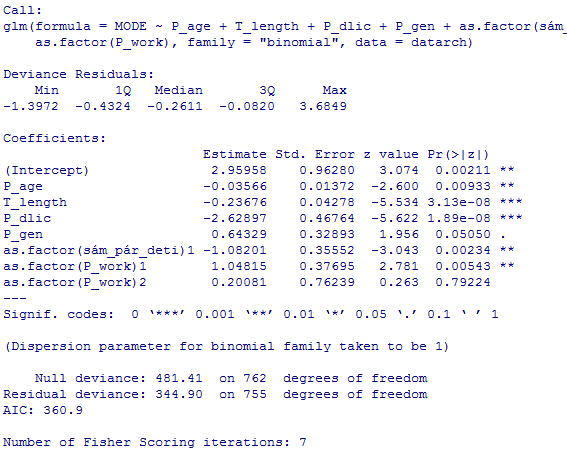 Call:
glm(formula = MODE ~ P_age + T_length + P_dlic + P_gen + as.factor(sám_
    as.factor(P_work), family = "binomial", data = datarch)
Deviance Residuals:
    Min       1Q   Median       3Q      Max
-1.3972  -0.4324  -0.2611  -0.0820   3.6849
Coefficients:
                         Estimate Std. Error z value Pr(>|z|)
(Intercept)               2.95958    0.96280   3.074  0.00211 **
P_age                    -0.03566    0.01372  -2.600  0.00933 **
T_length                 -0.23676    0.04278  -5.534 3.13e-08 ***
P_dlic                   -2.62897    0.46764  -5.622 1.89e-08 ***
P_gen                     0.64329    0.32893   1.956  0.05050 .
as.factor(sám_pár_deti)1 -1.08201    0.35552  -3.043  0.00234 **
as.factor(P_work)1        1.04815    0.37695   2.781  0.00543 **
as.factor(P_work)2        0.20081    0.76239   0.263  0.79224
---
Signif. codes:  0 ‘***’ 0.001 ‘**’ 0.01 ‘*’ 0.05 ‘.’ 0.1 ‘ ’ 1
(Dispersion parameter for binomial family taken to be 1)
    Null deviance: 481.41  on 762  degrees of freedom
Residual deviance: 344.90  on 755  degrees of freedom
AIC: 360.9
Number of Fisher Scoring iterations: 7